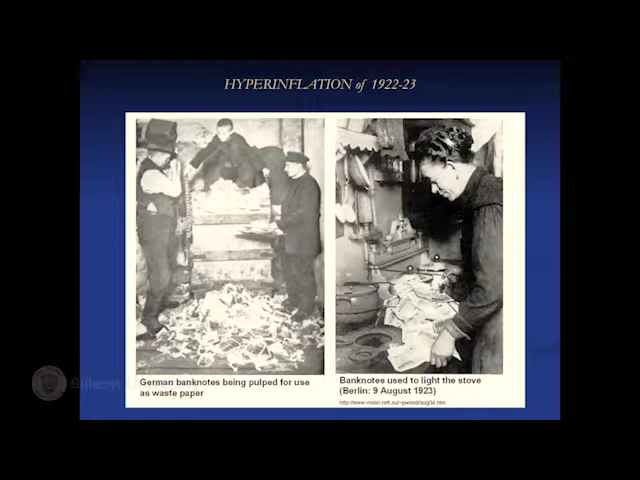 HYPERINFLATION of 1922-23
German banknotes being pulped for use
as waste paper
Banknotes used to light the stove
(Berlin: 9 August 1923)